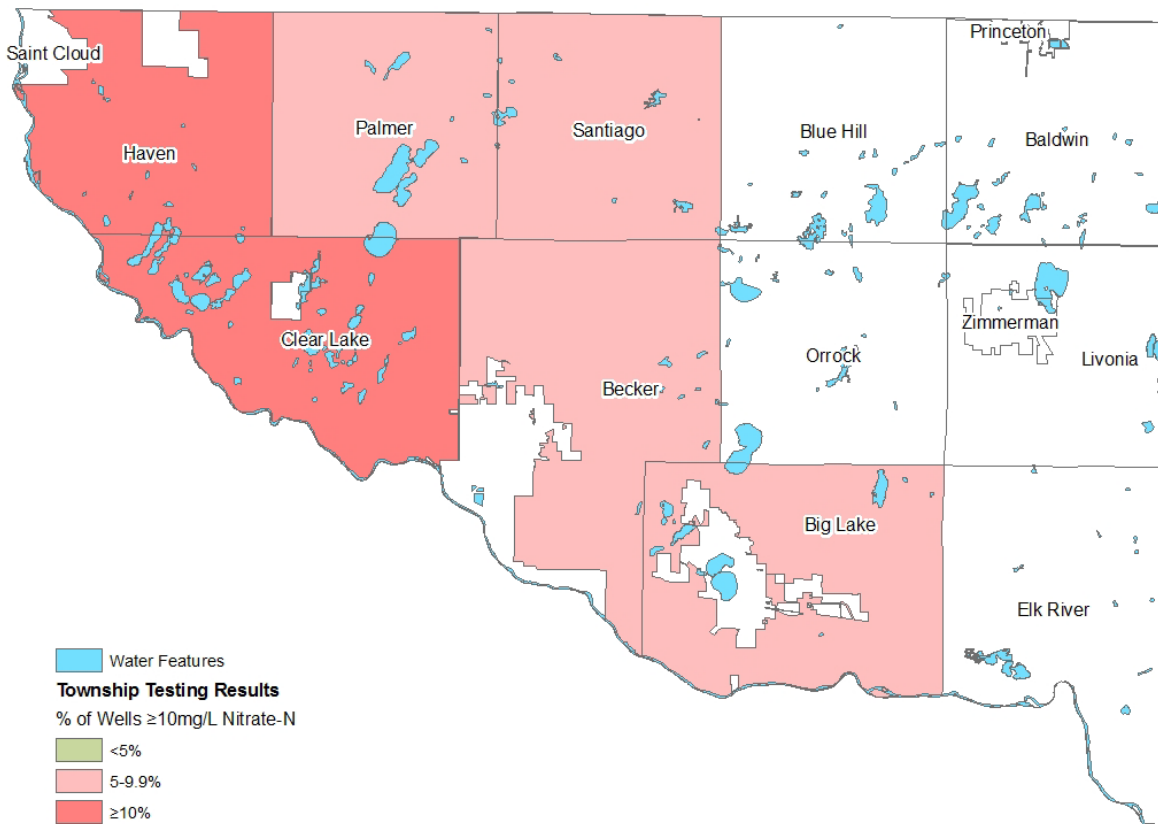 Princeton
Saint Cloud
Palmer
Santiago
Blue Hill
Baldwin
Haven
Zimmerman
Clear Lake
Orrock
Livonia
Becker
Big Lake
Elk River
Water Features
Township Testing Results
% of Wells ≥10mg/L Nitrate-N
<5%
5-9.9%
≥10%